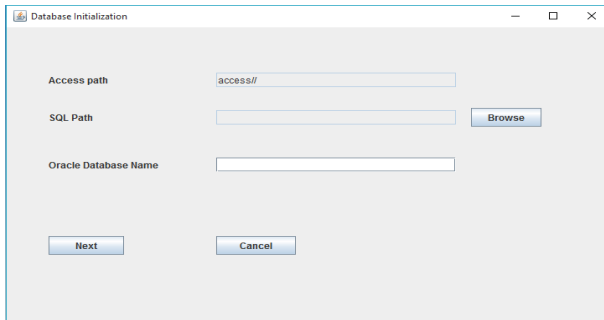 Database Initialization
Access path access//
SQL Path Browse
Oracle Database Name
Next Cancel